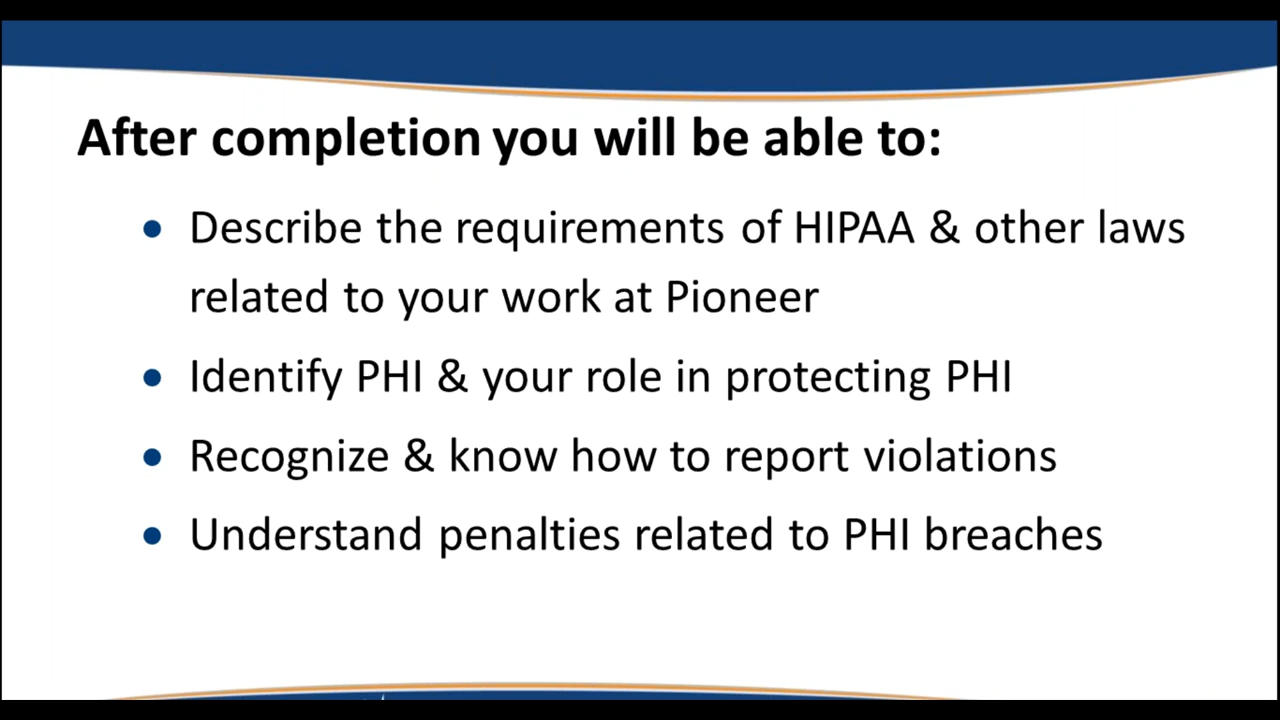 After completion you will be able to:
• Describe the requirements of HIPAA & other laws
related to your work at Pioneer
• Identify PHI & your role in protecting PHI
• Recognize & know how to report violations
• Understand penalties related to PHI breaches